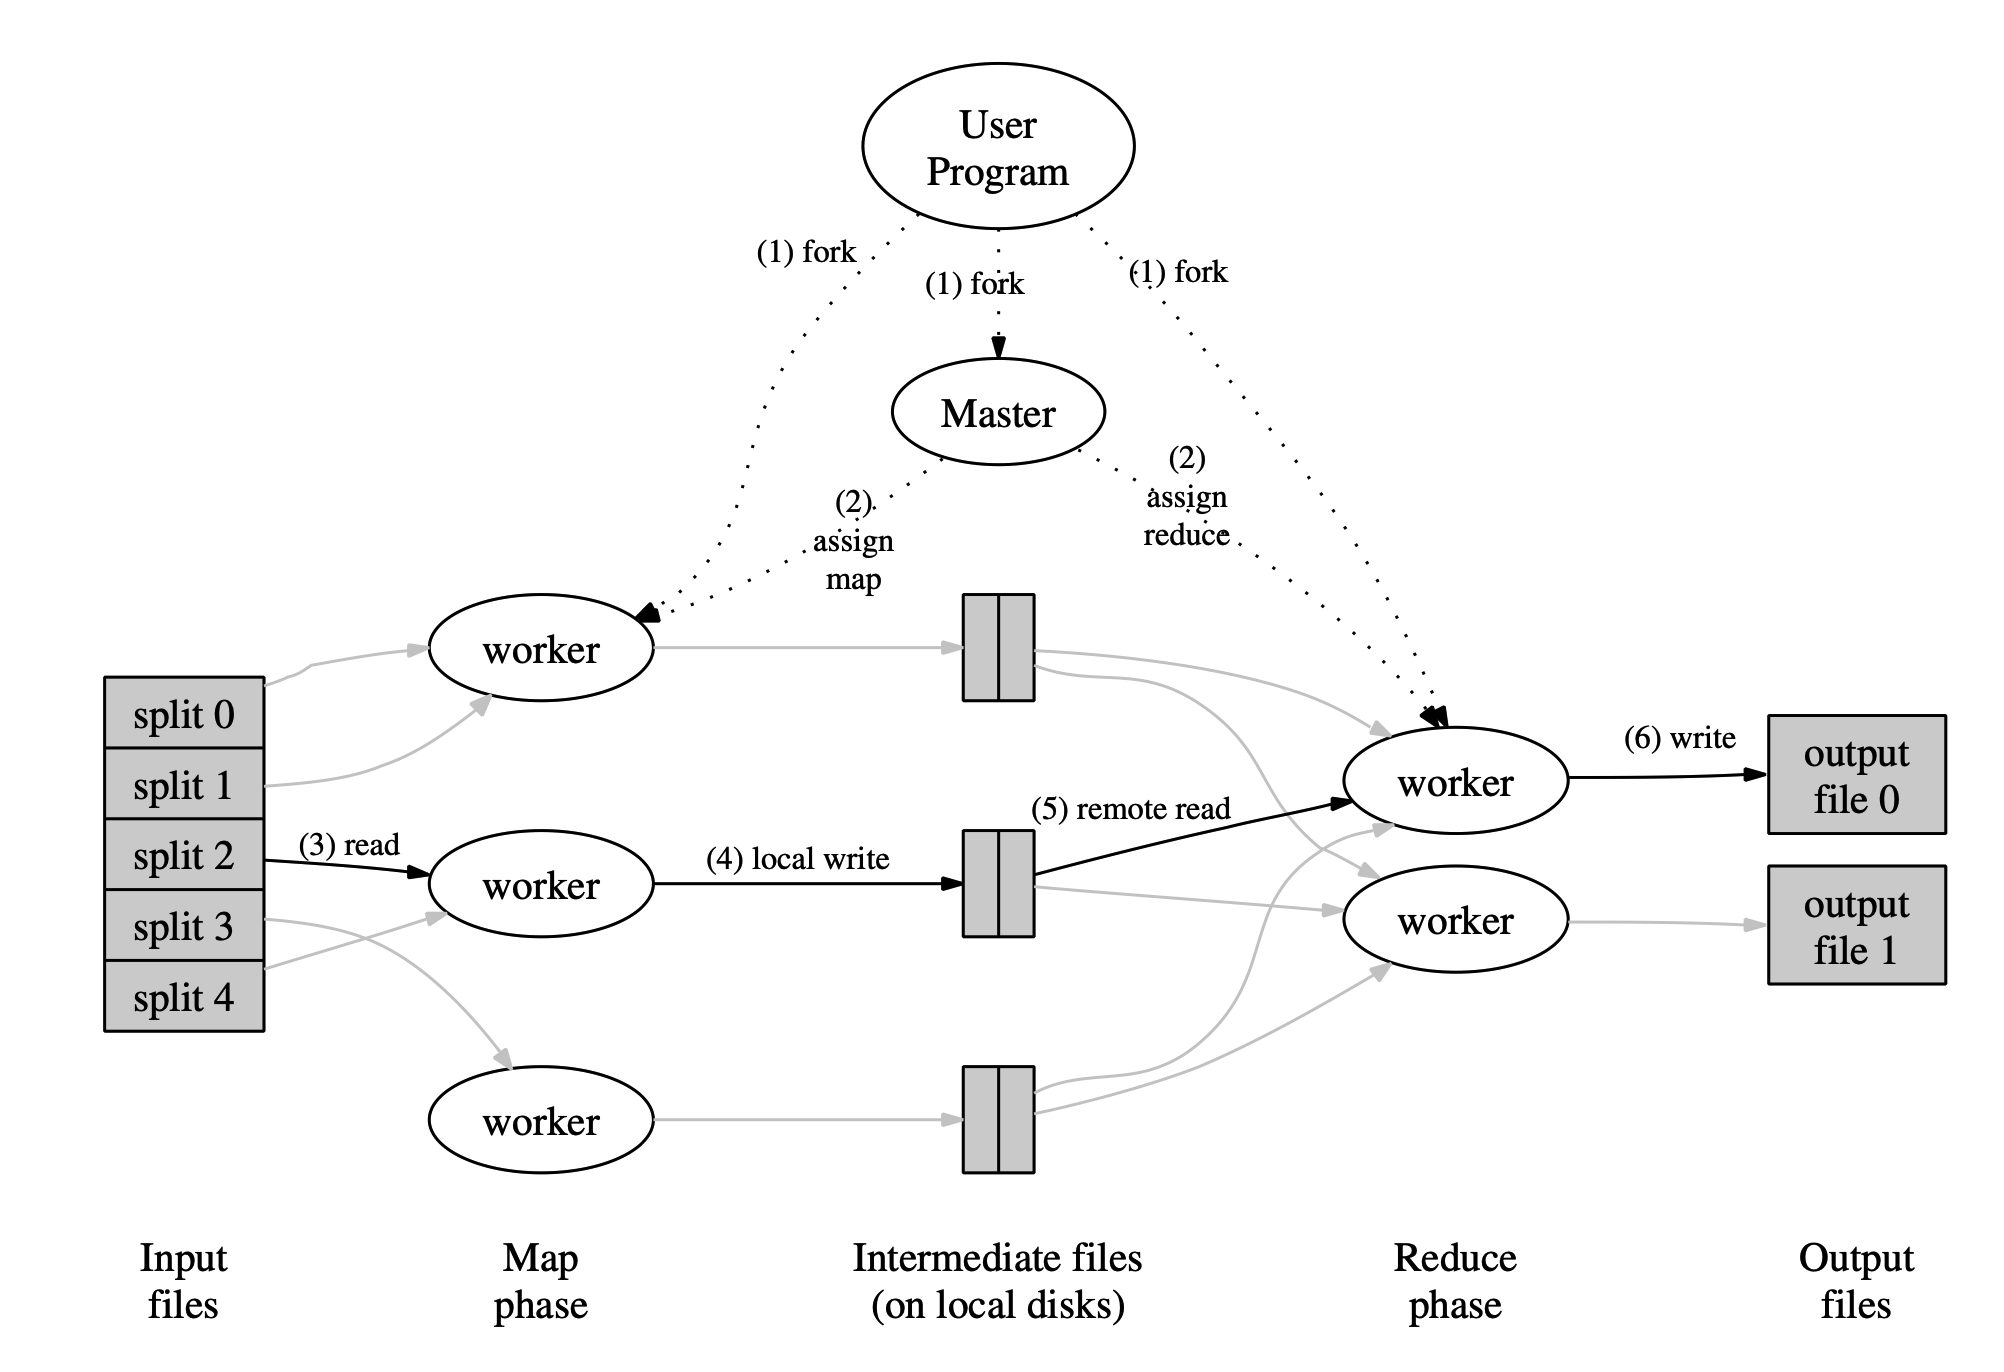 User
Program
(1) fork
(1) fork
(1) fork
Master
(2)
assign
map
(2)
assign
reduce
worker
split 0
split 1
split 2
split 3
split 4
(3) read
worker
(4) local write
worker
(5) remote read
worker
worker
(6) write
output
file 0
output
file 1
Input
files
Map
phase
Intermediate files
(on local disks)
Reduce
phase
Output
files